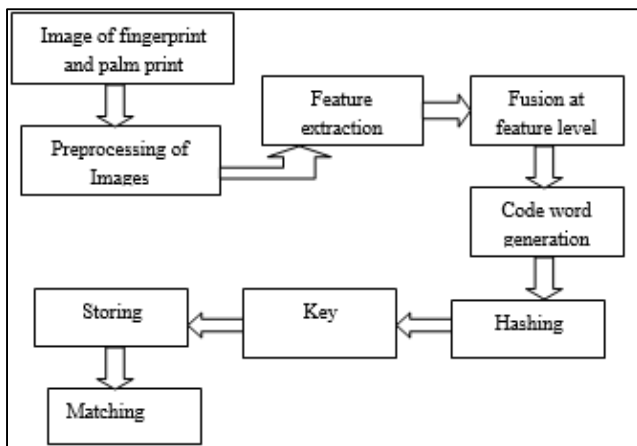 Image of fingerprint
and palm print
Preprocessing of
Images
Feature
extraction
Fusion at
feature level
Code word
generation
Hashing
Key
Storing
Matching